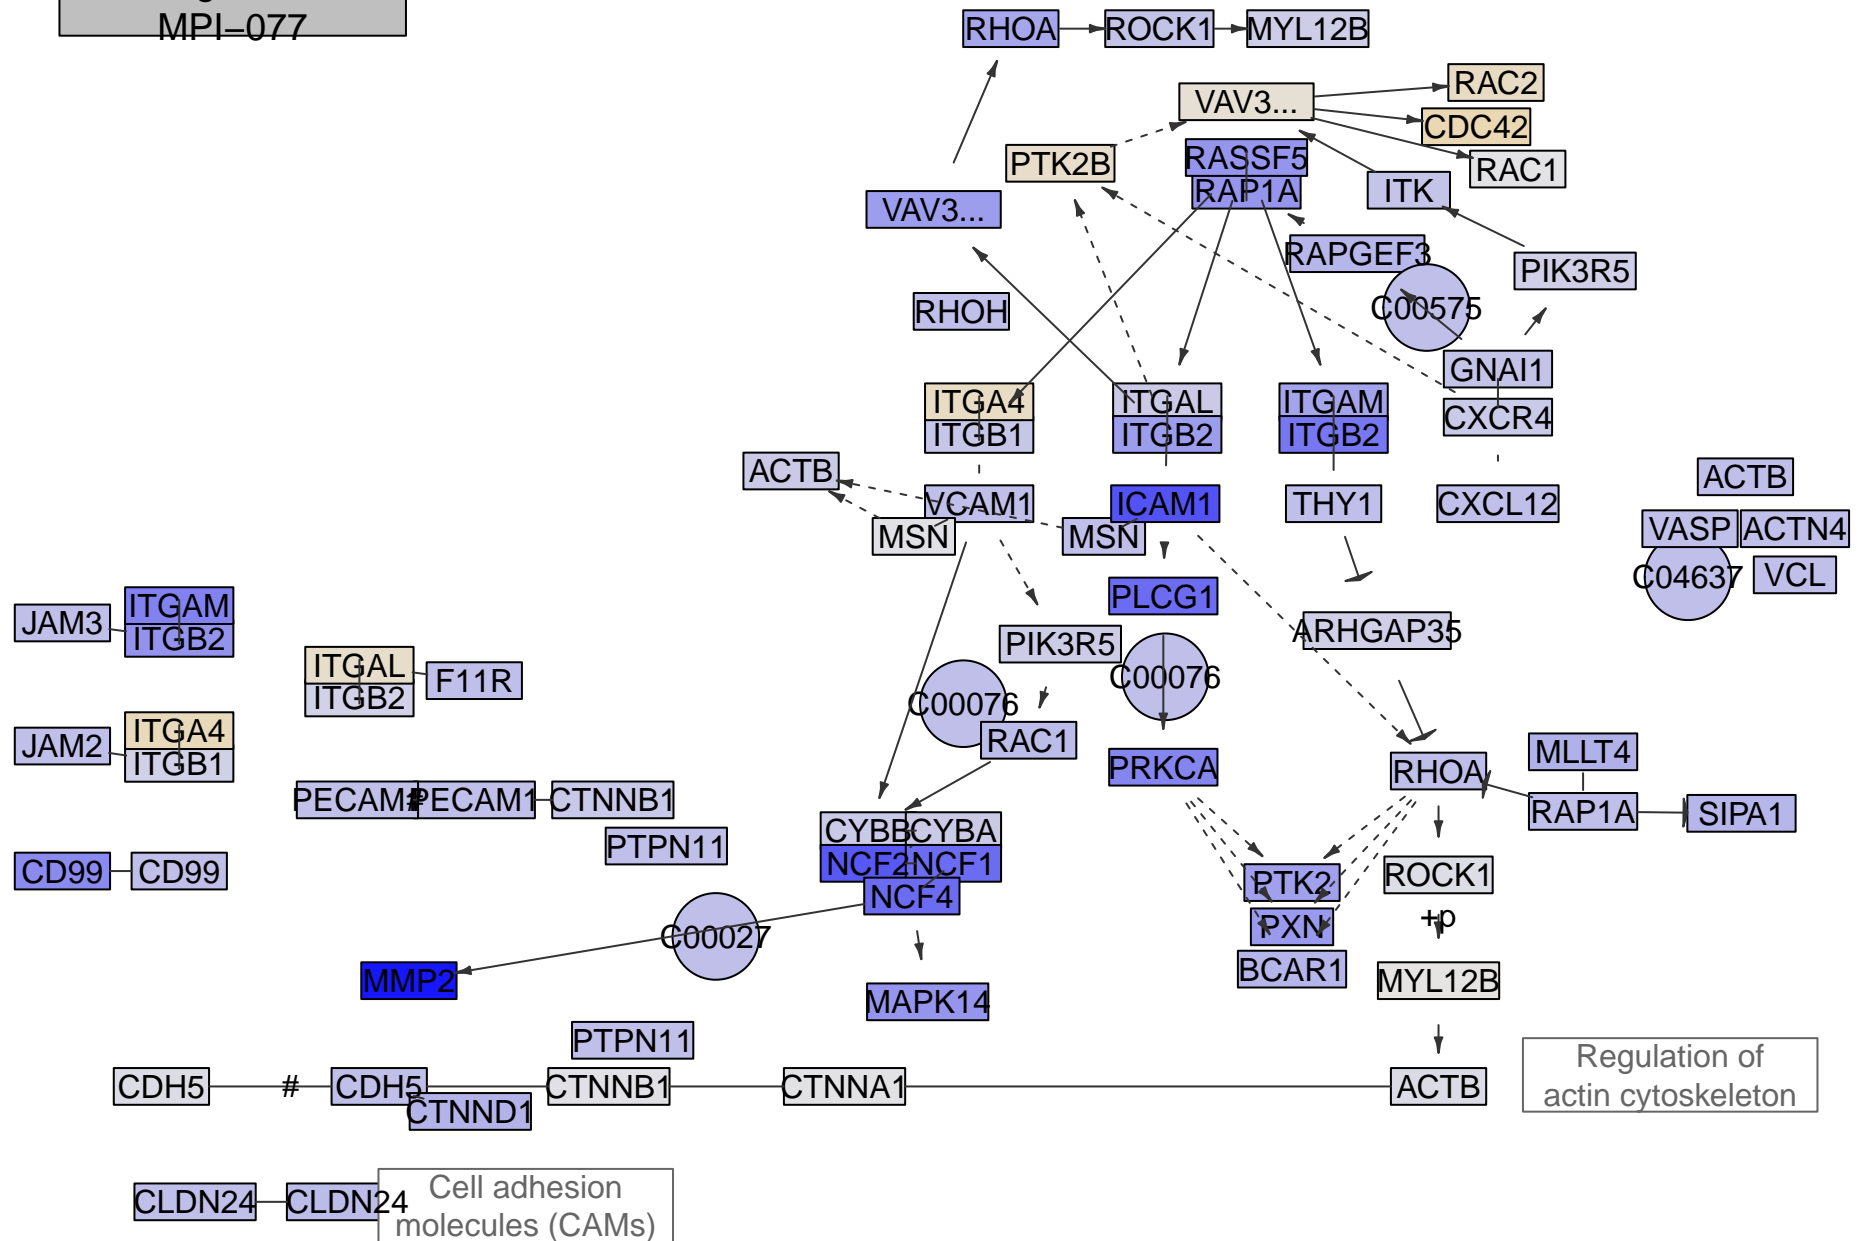 MPI−077
RHOA
ROCK1
MYL12B
RAC2
VAV3...
CDC42
RASSF5
PTK2B
RAC1
RAP1A
ITK
VAV3...
RAPGEF3
PIK3R5
RHOH
C00575
GNAI1
ITGA4
ITGAL
ITGAM
CXCR4
ITGB1
ITGB2
ITGB2
ACTB
ACTB
VCAM1
ICAM1
THY1
CXCL12
MSN
MSN
VASP
ACTN4
C04637
VCL
PLCG1
ITGAM
JAM3
ITGB2
ARHGAP35
PIK3R5
ITGAL
F11R
ITGB2
C00076
C00076
ITGA4
JAM2
ITGB1
RAC1
MLLT4
PRKCA
RHOA
PECAM1
#
PECAM1
CTNNB1
RAP1A
SIPA1
CYBB
CYBA
PTPN11
NCF2
NCF1
CD99
CD99
NCF4
PTK2
ROCK1
+p
PXN
C00027
BCAR1
MMP2
MYL12B
MAPK14
PTPN11
CDH5
#
CDH5
CTNNB1
CTNNA1
ACTB
CTNND1
Regulation of
actin cytoskeleton
CLDN24
CLDN24
Cell adhesion
molecules (CAMs)